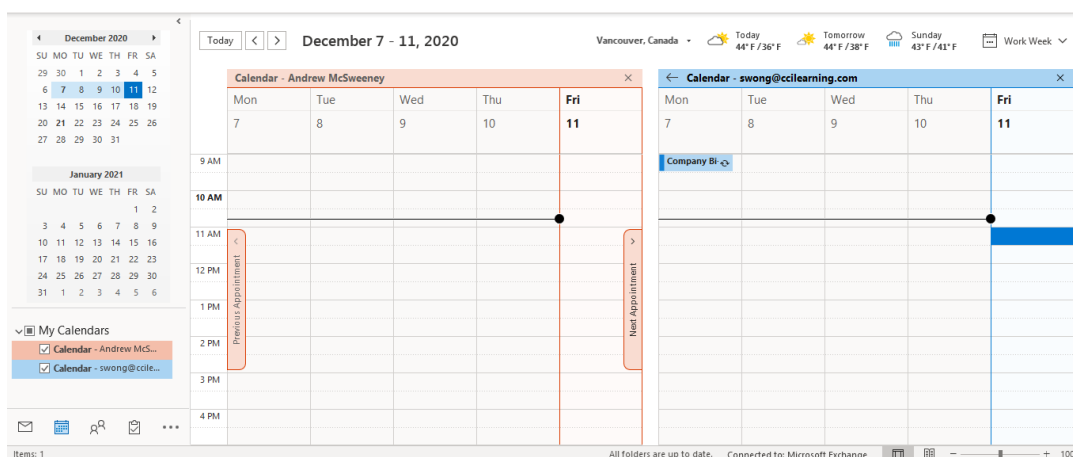 December 2020
SU MO TU WE TH FR SA
29 30 1 2 3 4 5
6 7 8 9 10 11 12
13 14 15 16 17 18 19
20 21 22 23 24 25 26
27 28 29 30 31
January 2021
SU MO TU WE TH FR SA
1 2
3 4 5 6 7 8 9
10 11 12 13 14 15 16
17 18 19 20 21 22 23
24 25 26 27 28 29 30
31 1 2 3 4 5 6
My Calendars
Calendar - Andrew McS...
Calendar - swong@ccile...
Today December 7 - 11, 2020
Vancouver, Canada
Today
44° F / 36° F
Tomorrow
44° F / 38° F
Sunday
43° F / 41° F
Work Week
Calendar - Andrew McSweeney
Mon Tue Wed Thu Fri
7 8 9 10 11
Calendar - swong@ccilearning.com
Mon Tue Wed Thu Fri
7 8 9 10 11
9 AM
10 AM
11 AM
12 PM
1 PM
2 PM
3 PM
4 PM
Previous Appointment
Next Appointment
Company Bi-
Items: 1
All folders are up to date. Connected to: Microsoft Exchange
100